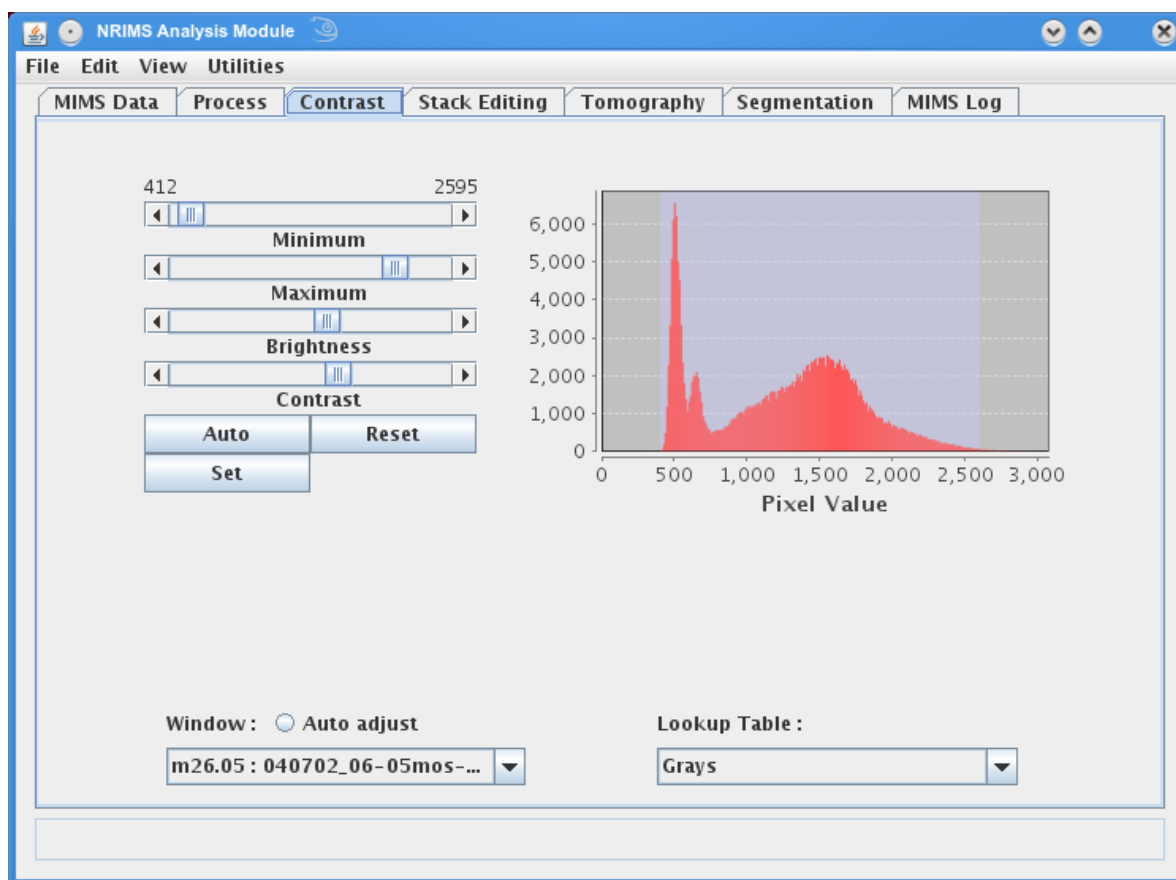 NRIMS Analysis Module
File Edit View Utilities
MIMS Data Process Contrast Stack Editing Tomography Segmentation MIMS Log
412 2595
Minimum
Maximum
Brightness
Contrast
Auto Reset
Set
6,000
5,000
4,000
3,000
2,000
1,000
0
0 500 1,000 1,500 2,000 2,500 3,000
Pixel Value
Window : Auto adjust
m26.05 : 040702_06-05mos-...
Lookup Table :
Grays